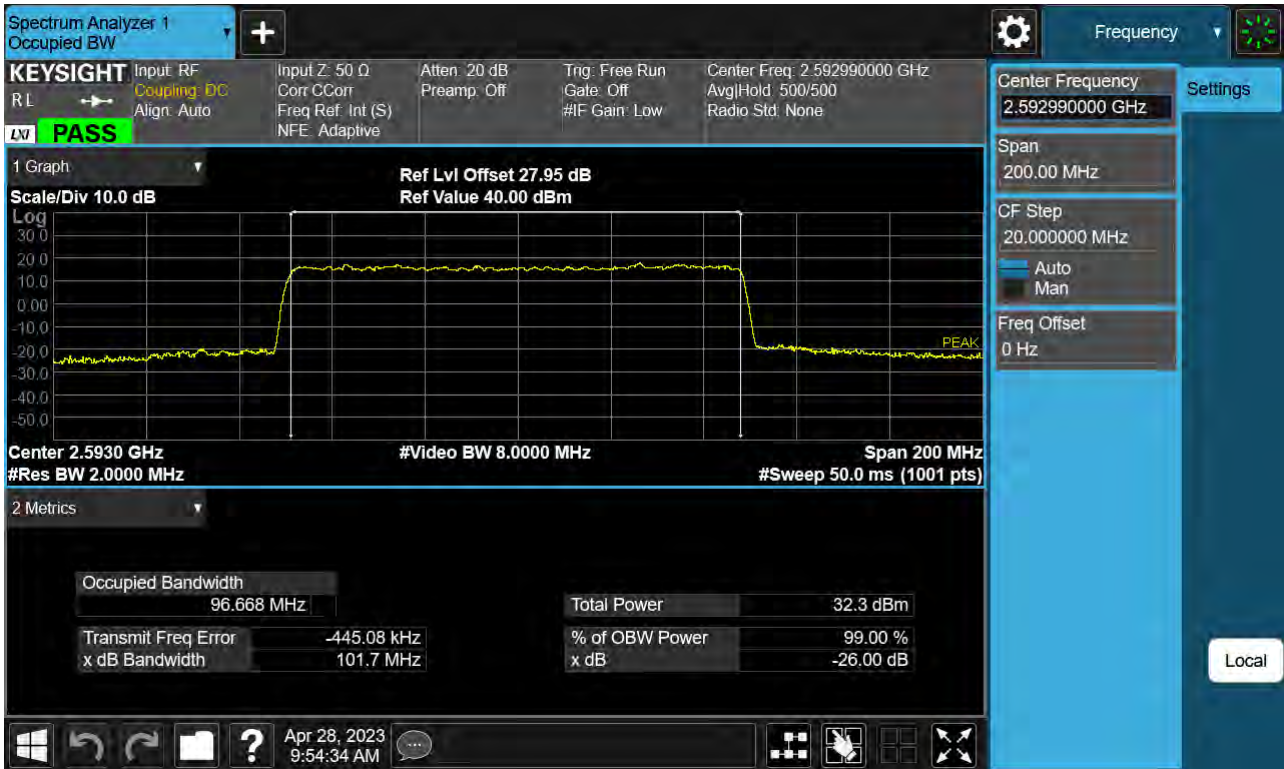 Spectrum Analyzer 1
Occupied BW
+
Frequency
KEYSIGHT
R L
LXI
PASS
Input: RF
Coupling: DC
Align: Auto
Input Z: 50 Ω
Corr CCorr
Freq Ref: Int (S)
NFE: Adaptive
Atten: 20 dB
Preamp: Off
Trig: Free Run
Gate: Off
#IF Gain: Low
Center Freq: 2.592990000 GHz
Avg|Hold: 500/500
Radio Std: None
Center Frequency
2.592990000 GHz
Settings
Span
200.00 MHz
CF Step
20.000000 MHz
Auto
Man
Freq Offset
0 Hz
Local
1 Graph
Scale/Div 10.0 dB
Ref Lvl Offset 27.95 dB
Ref Value 40.00 dBm
Log
30.0
20.0
10.0
0.00
-10.0
-20.0
-30.0
-40.0
-50.0
PEAK
Center 2.5930 GHz
#Video BW 8.0000 MHz
Span 200 MHz
#Res BW 2.0000 MHz
#Sweep 50.0 ms (1001 pts)
2 Metrics
Occupied Bandwidth
96.668 MHz
Total Power 32.3 dBm
Transmit Freq Error -445.08 kHz
% of OBW Power 99.00 %
x dB Bandwidth 101.7 MHz
x dB -26.00 dB
?
Apr 28, 2023
9:54:34 AM